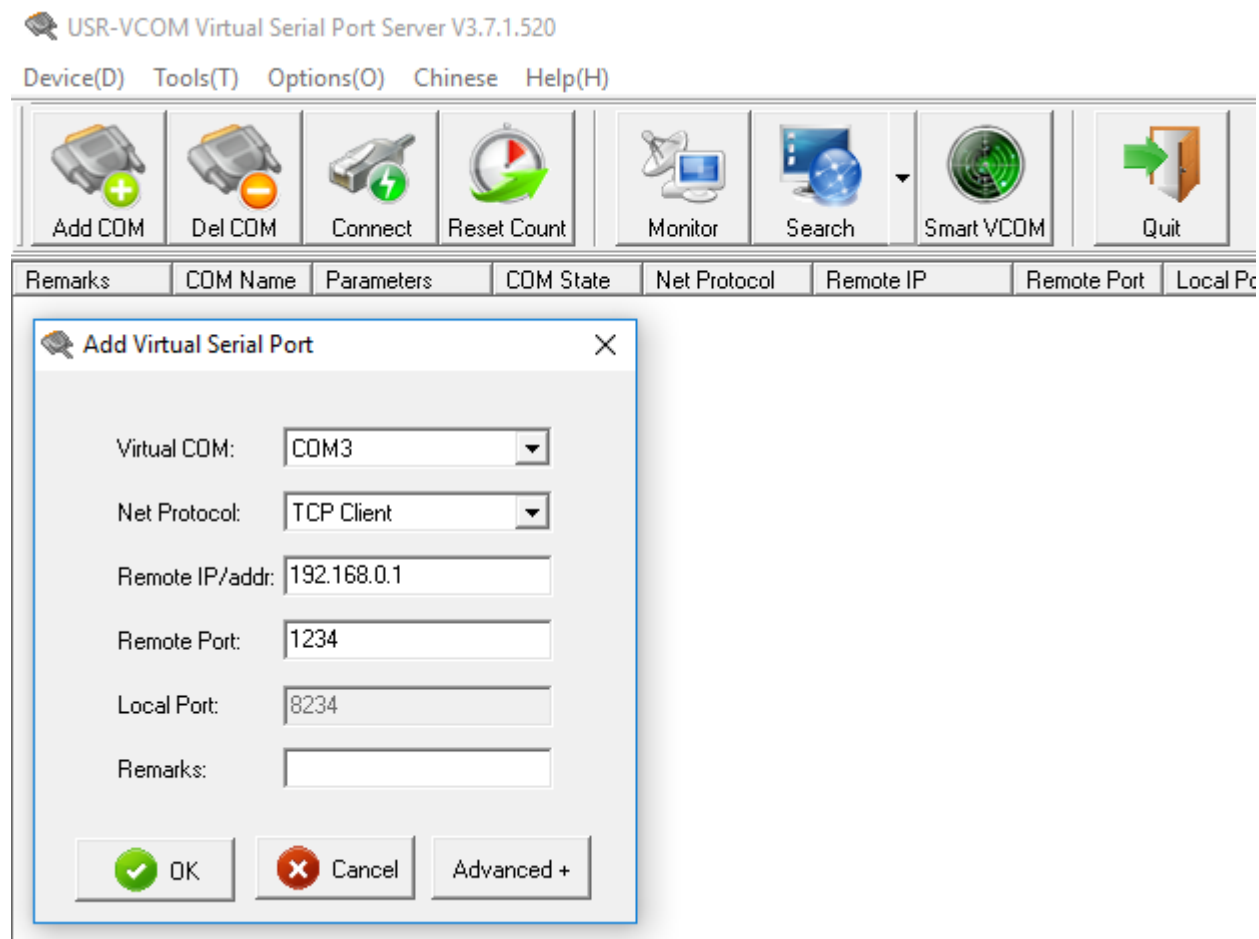 USR-VCOM Virtual Serial Port Server V3.7.1.520
Device(D) Tools(T) Options(O) Chinese Help(H)
Add COM Del COM Connect Reset Count Monitor Search Smart VCOM Quit
Remarks COM Name Parameters COM State Net Protocol Remote IP Remote Port Local Po
Add Virtual Serial Port
Virtual COM: COM3
Net Protocol: TCP Client
Remote IP/addr: 192.168.0.1
Remote Port: 1234
Local Port: 8234
Remarks:
OK Cancel Advanced +